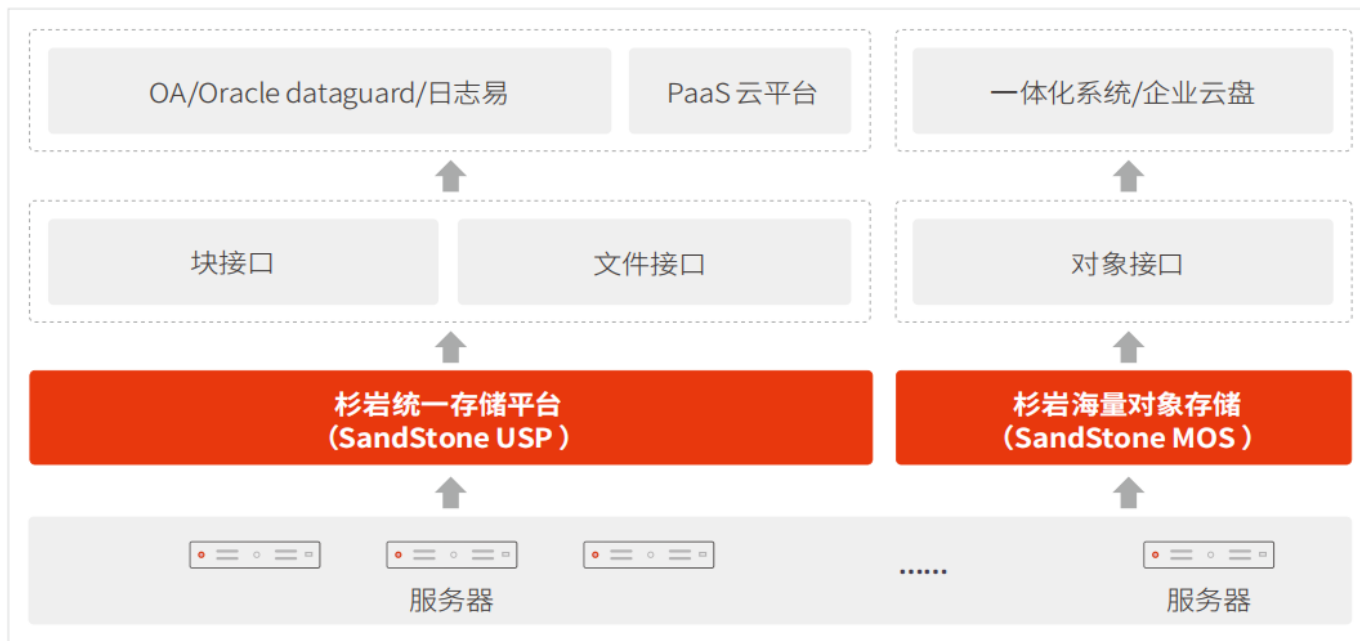 OA/Oracle dataguard/日志易
PaaS 云平台
一体化系统/企业云盘
块接口
文件接口
对象接口
杉岩统一存储平台
（SandStone USP ）
杉岩海量对象存储
（SandStone MOS ）
……
服务器
服务器